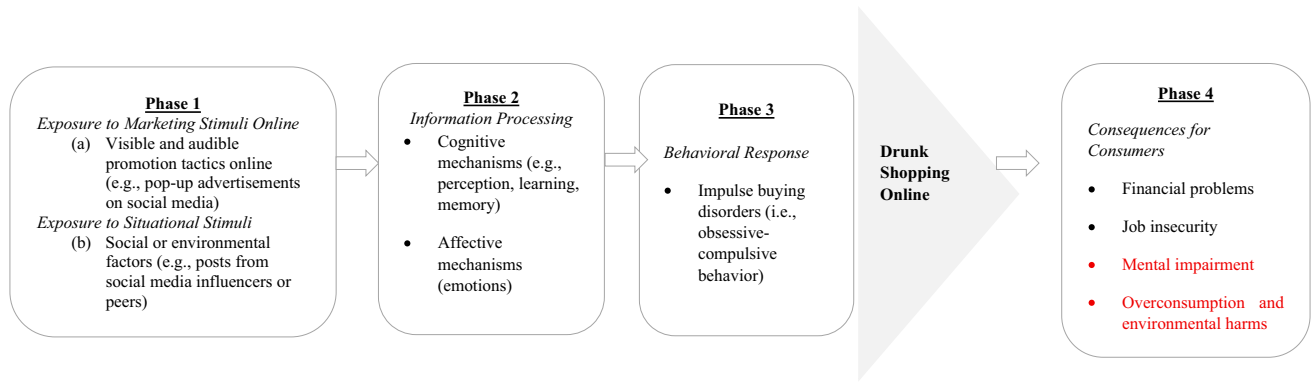 Phase 1
Exposure to Marketing Stimuli Online
(a) Visible and audible
promotion tactics online
(e.g., pop-up advertisements
on social media)
Exposure to Situational Stimuli
(b) Social or environmental
factors (e.g., posts from
social media influencers or
peers)
Phase 2
Information Processing
• Cognitive
mechanisms (e.g.,
perception, learning,
memory)
• Affective
mechanisms
(emotions)
Phase 3
Behavioral Response
• Impulse buying
disorders (i.e.,
obsessive-
compulsive
behavior)
Drunk
Shopping
Online
Phase 4
Consequences for
Consumers
• Financial problems
• Job insecurity
• Mental impairment
• Overconsumption and
environmental harms